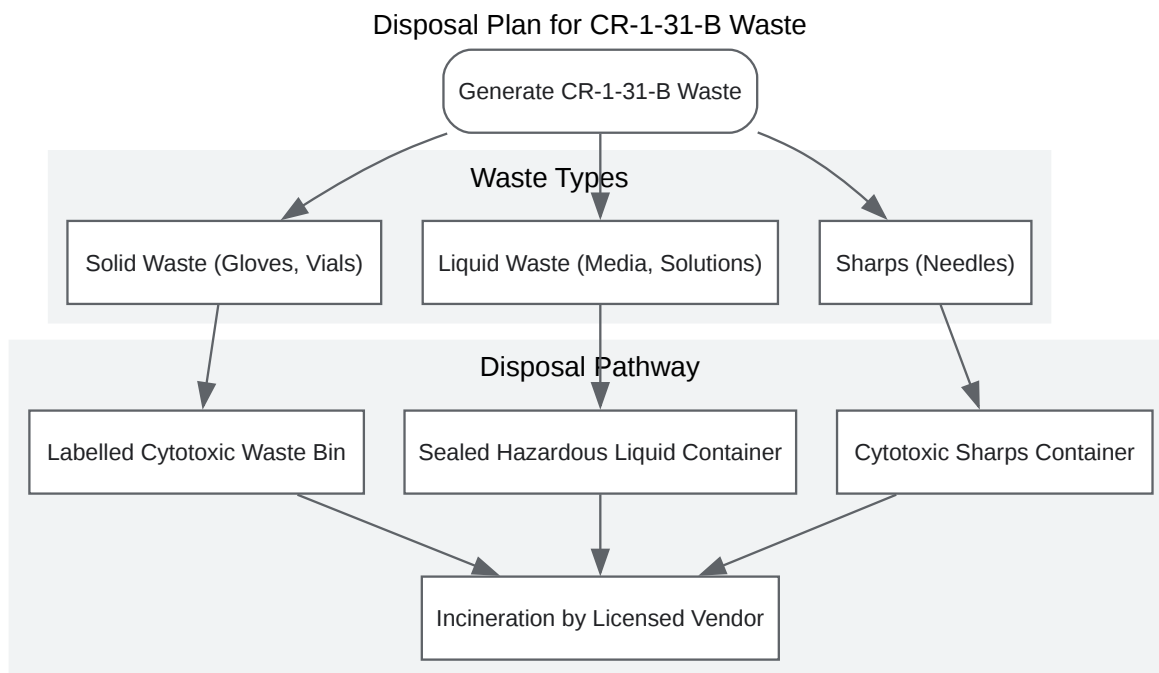 Disposal Plan for CR-1-31-B Waste
Generate CR-1-31-B Waste
Waste Types
Solid Waste (Gloves, Vials)
Liquid Waste (Media, Solutions)
Sharps (Needles)
Disposal Pathway
Labelled Cytotoxic Waste Bin
Sealed Hazardous Liquid Container
Cytotoxic Sharps Container
Incineration by Licensed Vendor